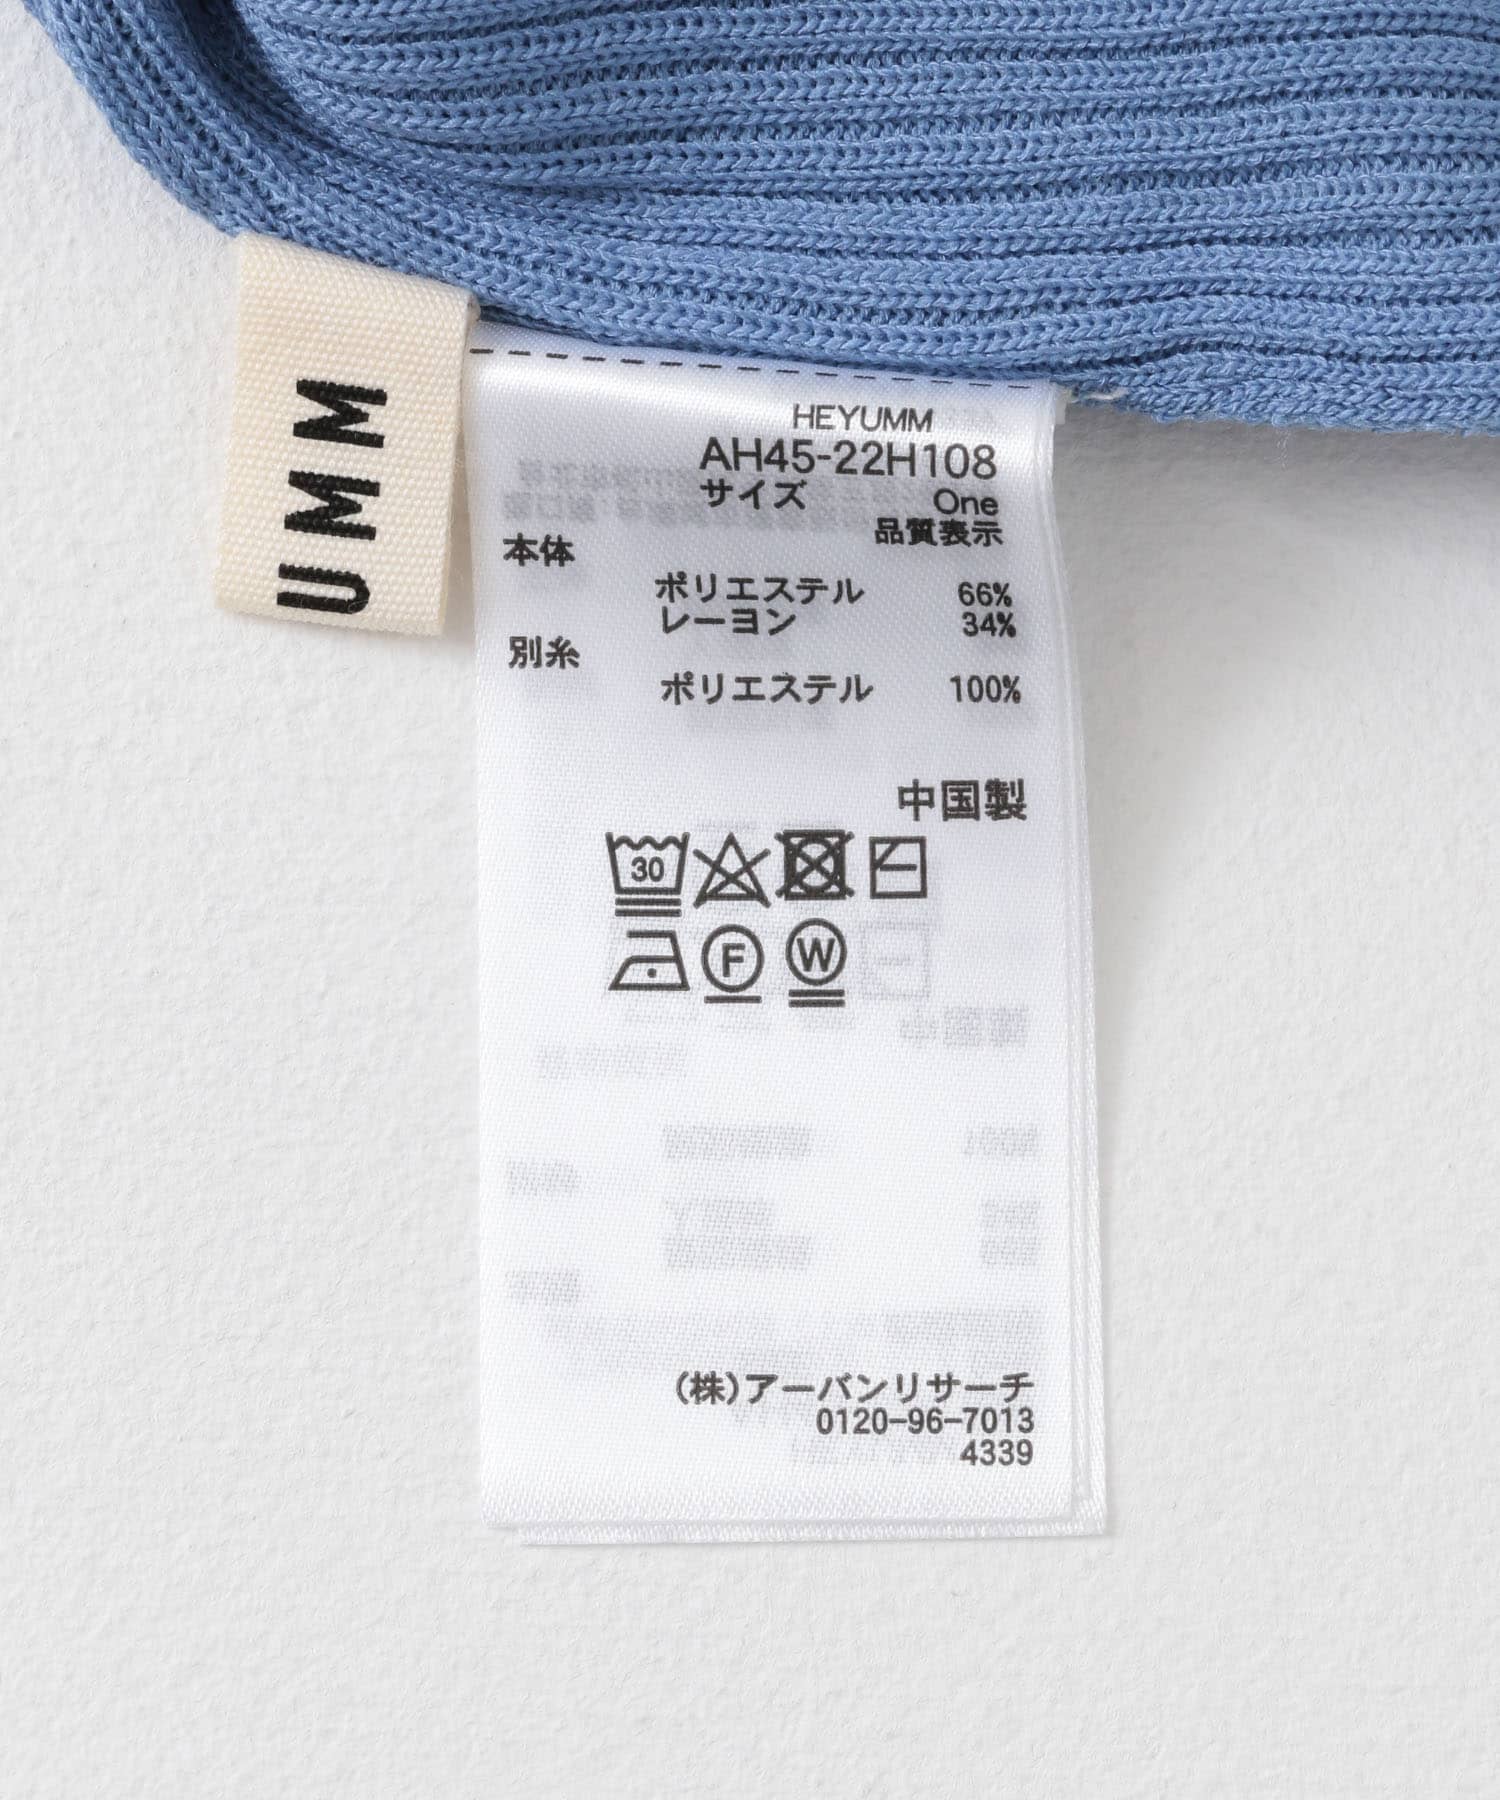 UMM
HEYUMM
AH45-22H108
サイズ One
品質表示
本体
ポリエステル 66%
レーヨン 34%
別糸
ポリエステル 100%
中国製
30
F W
(株)アーバンリサーチ
0120-96-7013
4339